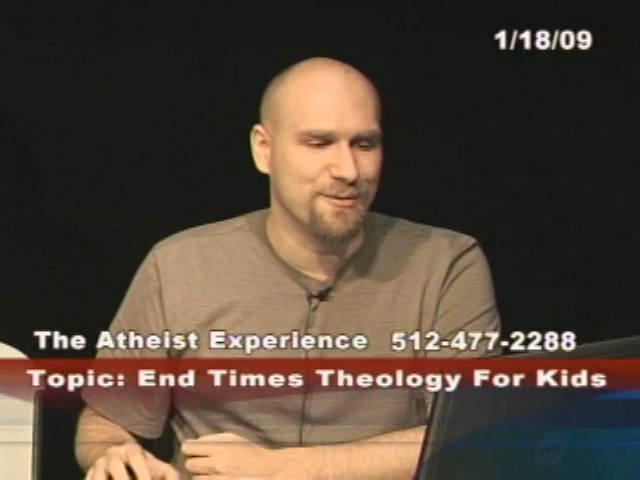 1/18/09
The Atheist Experience 512-477-2288
Topic: End Times Theology For Kids